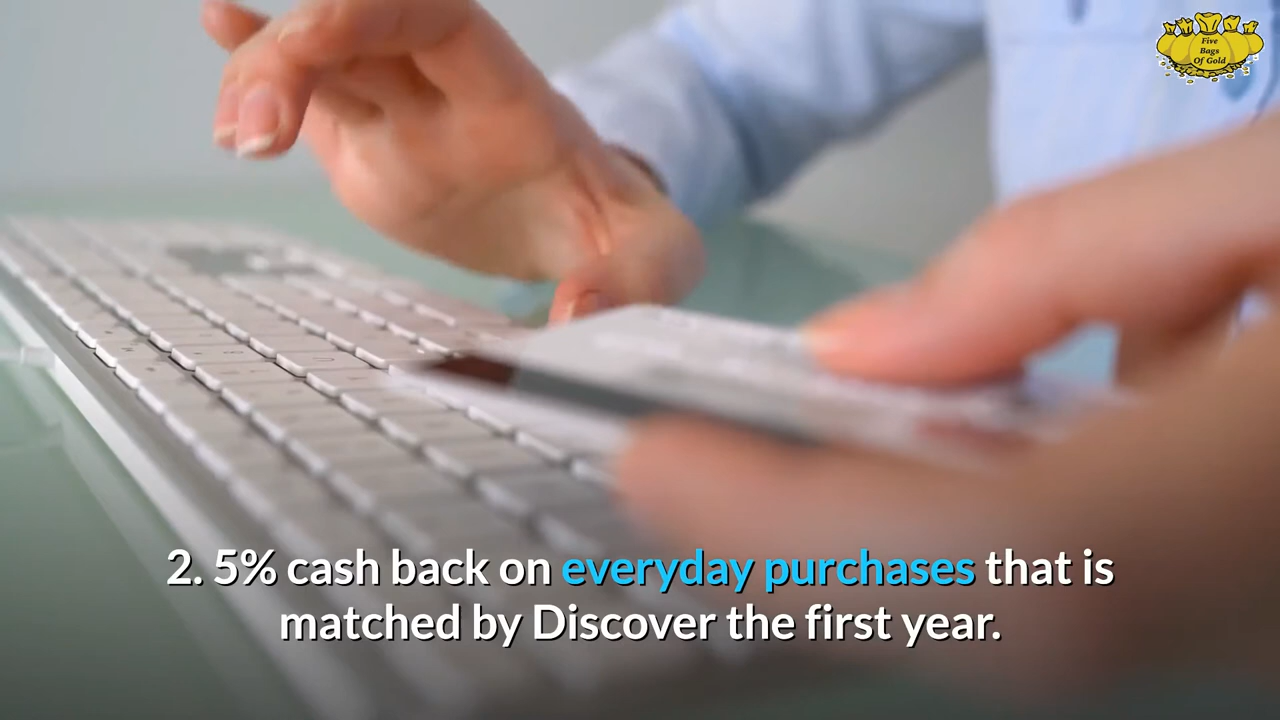 Five
Bags
Of Gold
2. 5% cash back on everyday purchases that is
matched by Discover the first year.